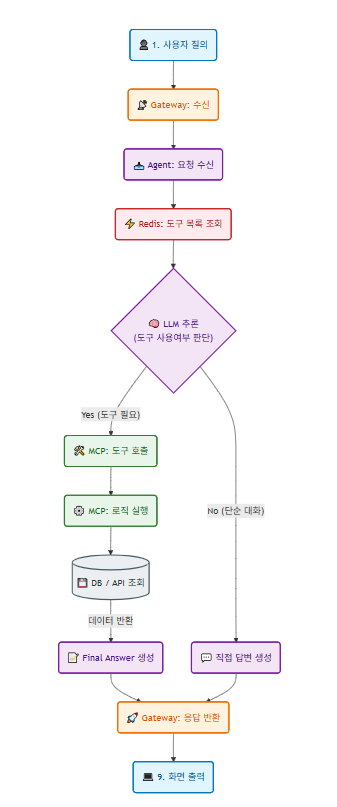 1. 사용자 질의
Gateway: 수신
Agent: 요청 수신
Redis: 도구 목록 조회
LLM 추론
(도구 사용여부 판단)
Yes (도구 필요)
MCP: 도구 호출
MCP: 로직 실행
No (단순 대화)
DB / API 조회
데이터 반환
Final Answer 생성
직접 답변 생성
Gateway: 응답 반환
9. 화면 출력